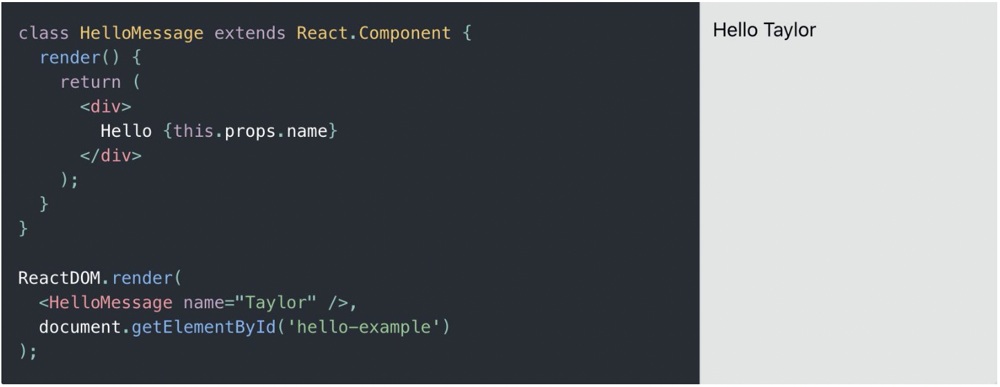 class HelloMessage extends React.Component {
  render() {
    return (
      <div>
        Hello {this.props.name}
      </div>
    );
  }
}

ReactDOM.render(
  <HelloMessage name="Taylor" />,
  document.getElementById('hello-example')
);
Hello Taylor